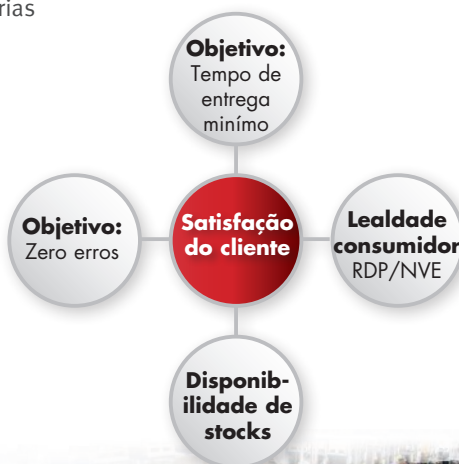 rias
Objetivo:
Tempo de
entrega
minímo
Objetivo:
Zero erros
Satisfação
do cliente
Lealdade
consumidor
RDP/NVE
Disponib-
ilidade de
stocks